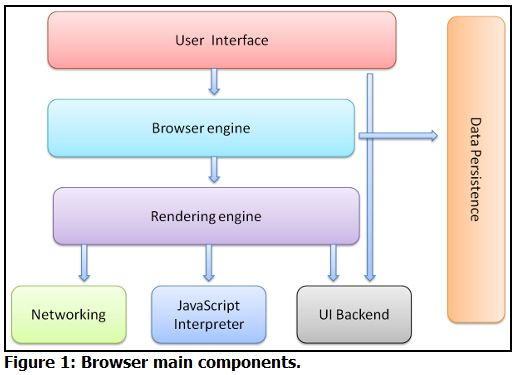 User Interface
Browser engine
Rendering engine
Networking
JavaScript
Interpreter
UI Backend
Data Persistence
Figure 1: Browser main components.